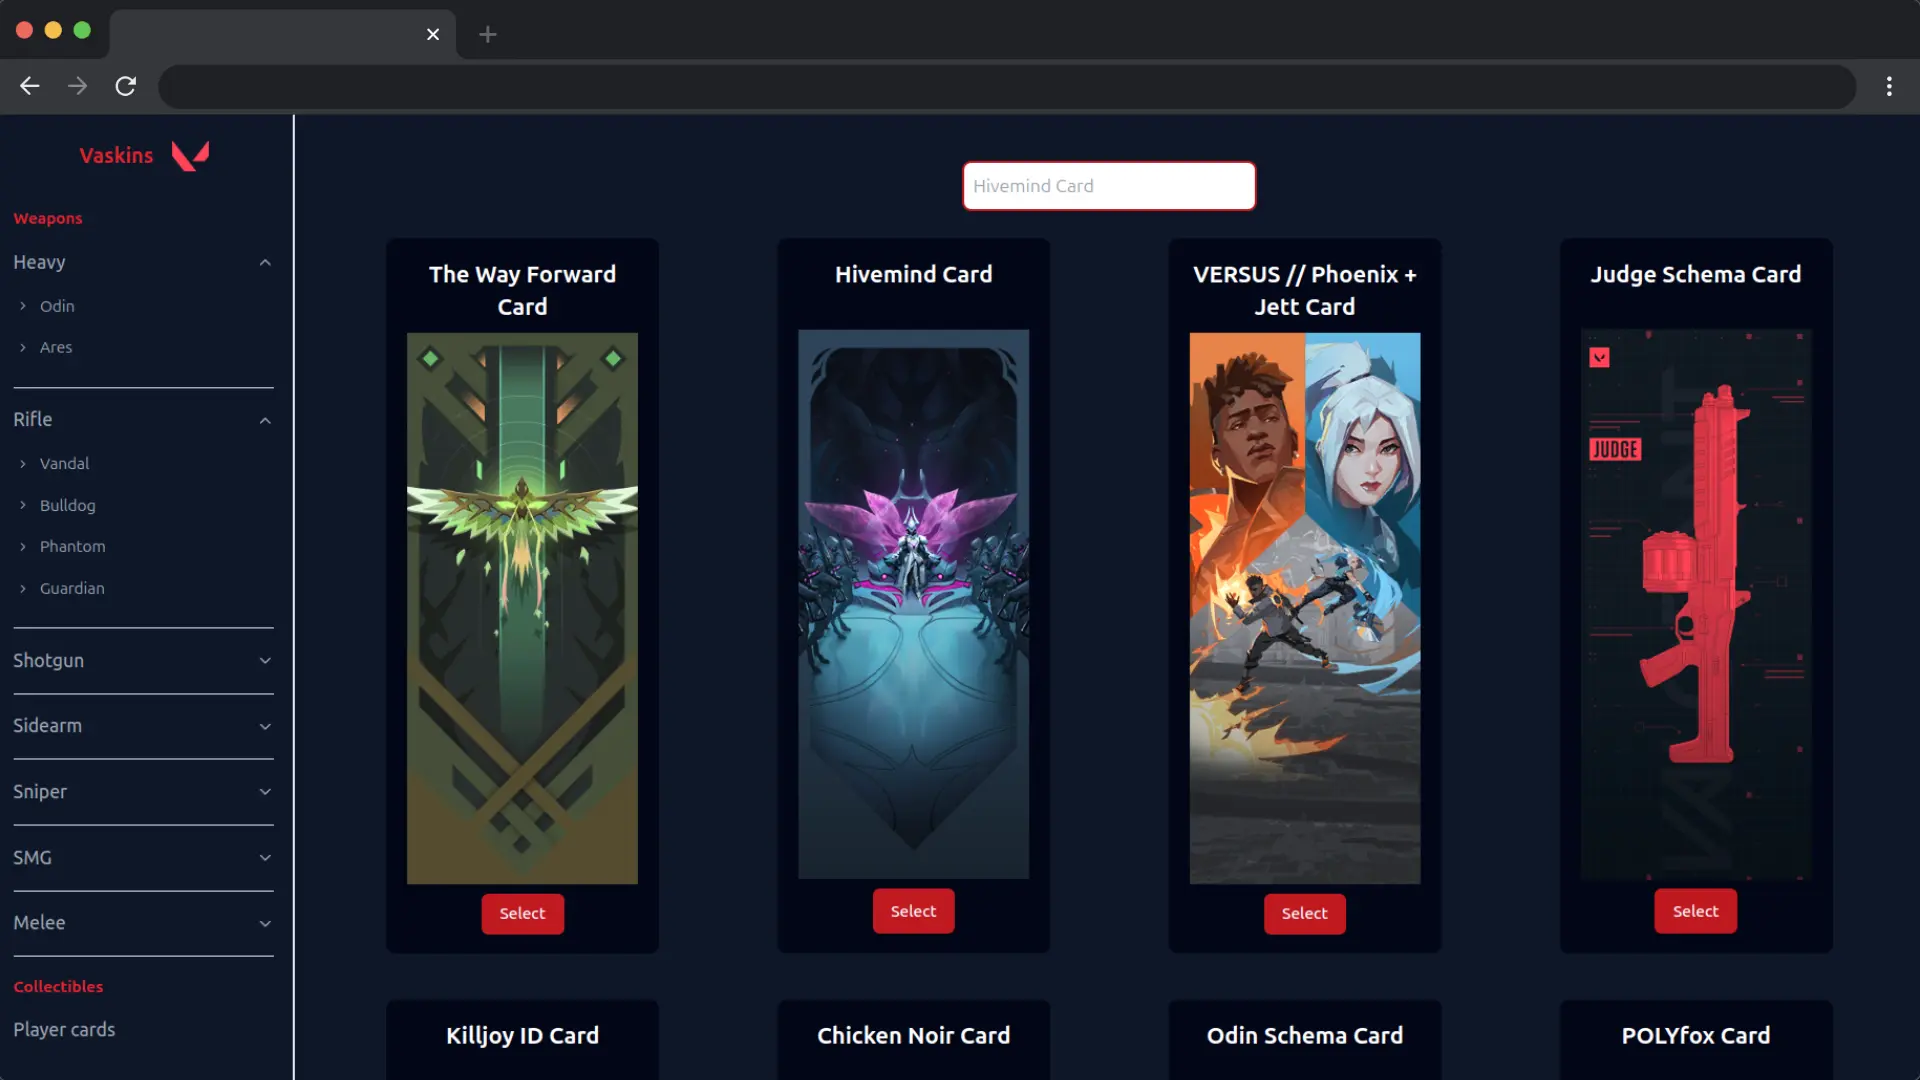 Vaskins
Weapons
Heavy
Odin
Ares
Rifle
Vandal
Bulldog
Phantom
Guardian
Shotgun
Sidearm
Sniper
SMG
Melee
Collectibles
Player cards
Hivemind Card
The Way Forward
Card
Select
Hivemind Card
Select
VERSUS // Phoenix +
Jett Card
Select
Judge Schema Card
JUDGE
Select
Killjoy ID Card
Chicken Noir Card
Odin Schema Card
POLYfox Card